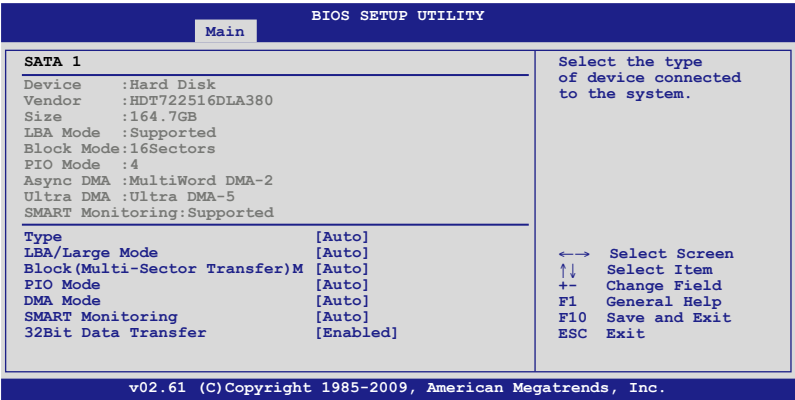 BIOS SETUP UTILITY
Main
SATA 1
Device :Hard Disk
Vendor :HDT722516DLA380
Size :164.7GB
LBA Mode :Supported
Block Mode:16Sectors
PIO Mode :4
Async DMA :MultiWord DMA-2
Ultra DMA :Ultra DMA-5
SMART Monitoring:Supported
Type [Auto]
LBA/Large Mode [Auto]
Block(Multi-Sector Transfer)M [Auto]
PIO Mode [Auto]
DMA Mode [Auto]
SMART Monitoring [Auto]
32Bit Data Transfer [Enabled]
Select the type
of device connected
to the system.
←→ Select Screen
↑↓ Select Item
+- Change Field
F1 General Help
F10 Save and Exit
ESC Exit
v02.61 (C)Copyright 1985-2009, American Megatrends, Inc.